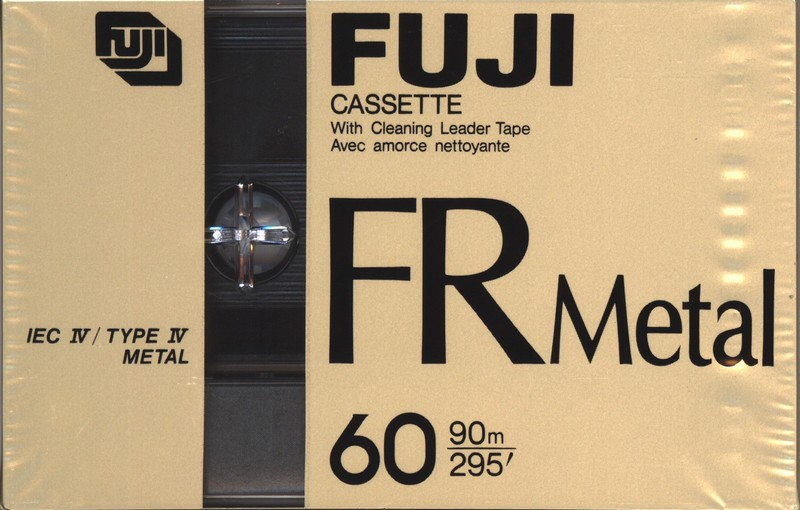 FUJI
FUJI
CASSETTE
With Cleaning Leader Tape
Avec amorce nettoyante
FR Metal
IEC IV / TYPE IV
METAL
60
90m
295′